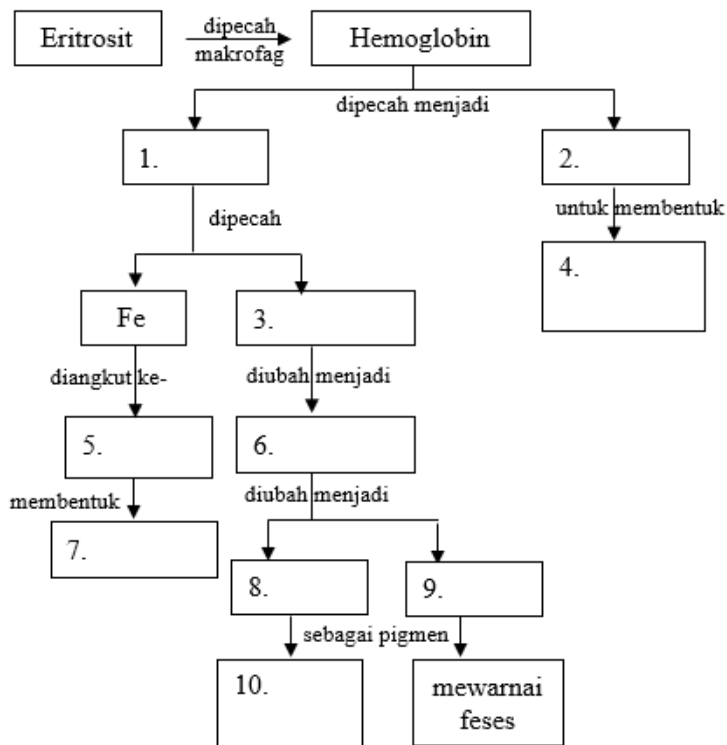 Eritrosit
dipecah
makrofag
Hemoglobin
dipecah menjadi
1.
2.
dipecah
untuk membentuk
4.
Fe
3.
diangkut ke-
diubah menjadi
5.
6.
membentuk
diubah menjadi
7.
8.
9.
sebagai pigmen
10.
mewarnai
feses